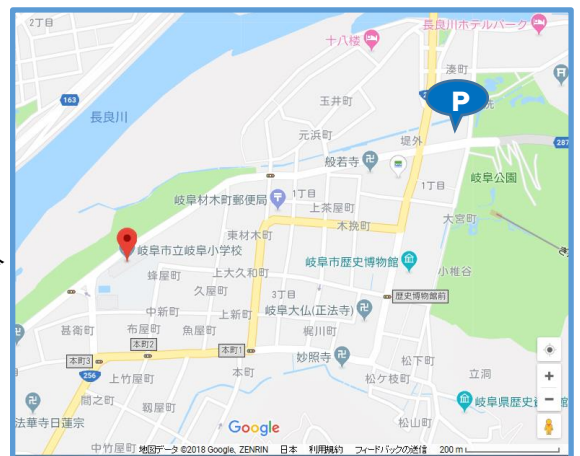 2丁目
長良川ホテルパーク
十八楼
湊町
163
長良川
玉井町
P
元浜町
堤外
287
般若寺
岐阜公園
1丁目
1丁目
岐阜材木町郵便局
上茶屋町
木挽町
大宮町
東材木町
岐阜市立岐阜小学校
岐阜市歴史博物館
小椎谷
蜂屋町
上大久和町
久屋町
3丁目
歴史博物館前
中新町
上新町
岐阜大仏(正法寺)
甚衛町
布屋町
魚屋町
梶川町
本町2
本町1
本町3
妙照寺
松下町
256
上竹屋町
本町
松ケ枝町
立洞
間之町
靱屋町
岐阜県歴史資
法華寺日蓮宗
Google
松山町
中竹屋町
地図データ ©2018 Google, ZENRIN
日本
利用規約
フィードバックの送信
200 m